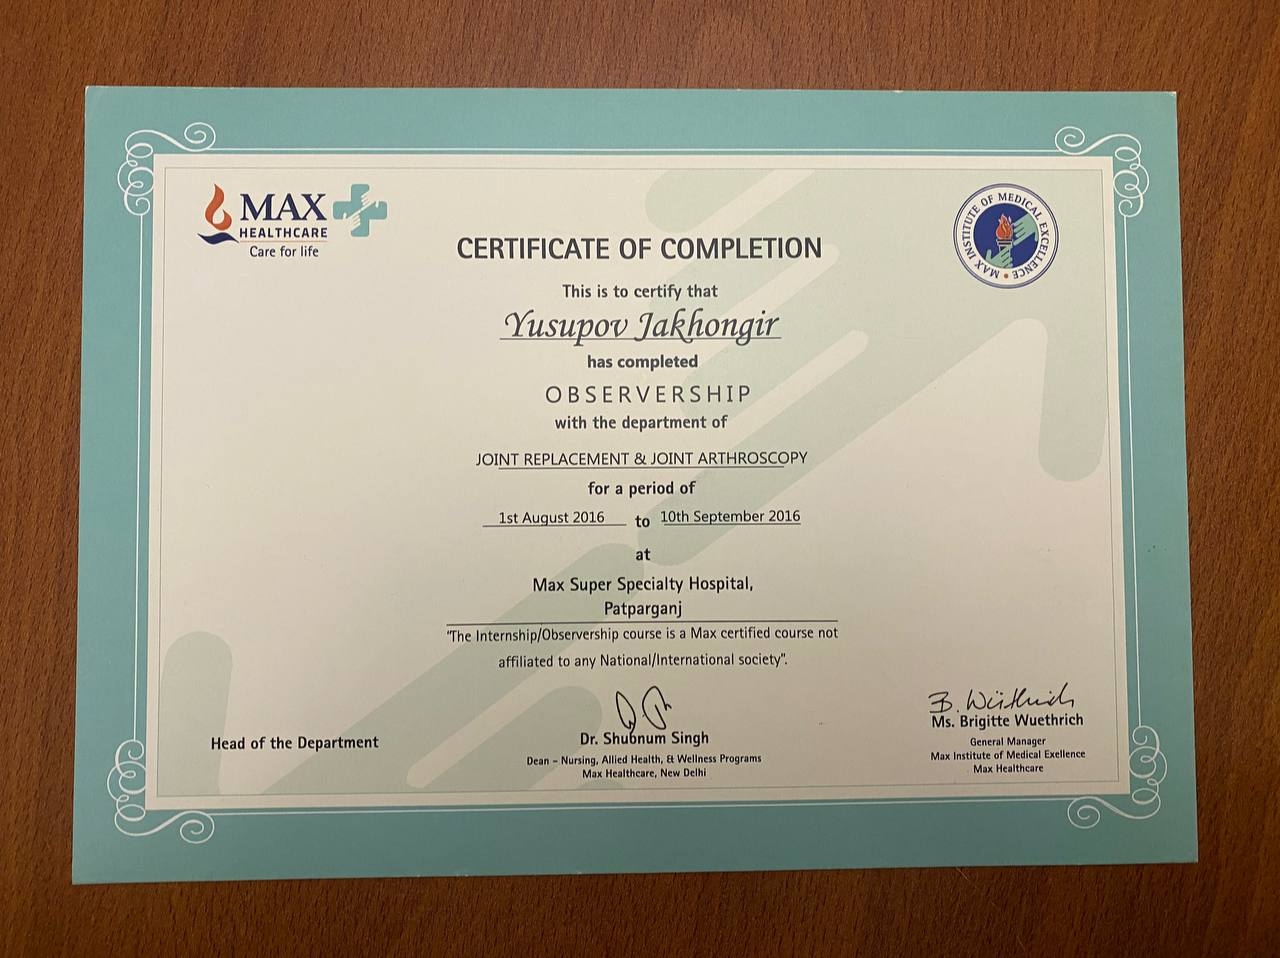 MAX
HEALTHCARE
Care for life
MAX INSTITUTE OF MEDICAL EXCELLENCE
CERTIFICATE OF COMPLETION
This is to certify that
Yusupov Jakhongir
has completed
OBSERVERSHIP
with the department of
JOINT REPLACEMENT & JOINT ARTHROSCOPY
for a period of
1st August 2016 to 10th September 2016
at
Max Super Specialty Hospital,
Patparganj
"The Internship/Observership course is a Max certified course not
affiliated to any National/International society".
Head of the Department
Dr. Shubnum Singh
Dean - Nursing, Allied Health, & Wellness Programs
Max Healthcare, New Delhi
B. Wüthrich
Ms. Brigitte Wuethrich
General Manager
Max Institute of Medical Exellence
Max Healthcare